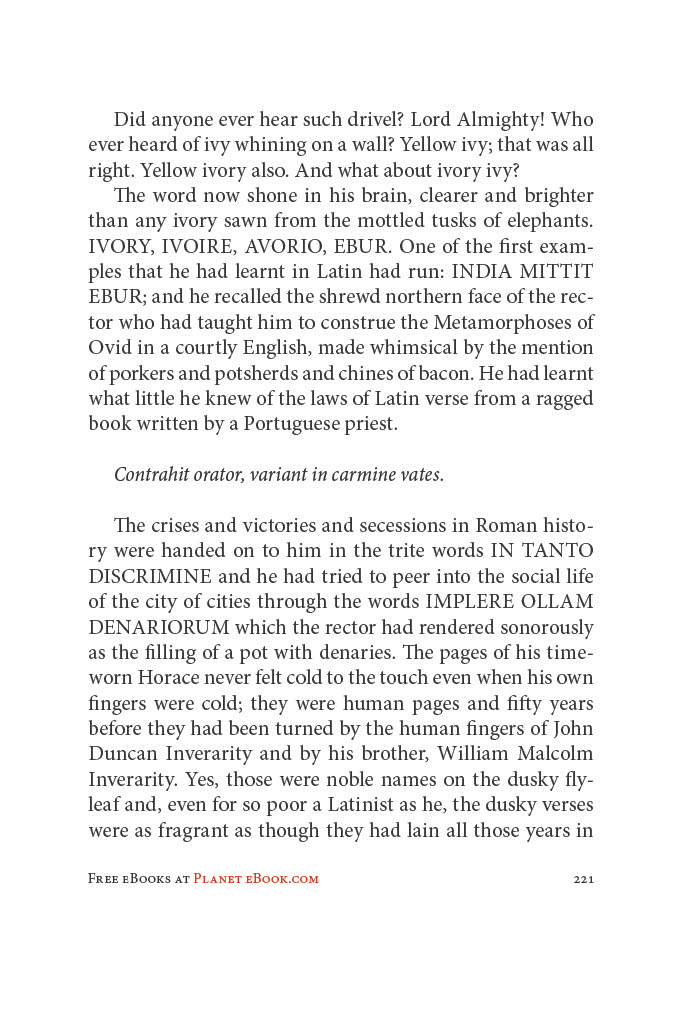 Did anyone ever hear such drivel? Lord Almighty! Who
ever heard of ivy whining on a wall? Yellow ivy; that was all
right. Yellow ivory also. And what about ivory ivy?
The word now shone in his brain, clearer and brighter
than any ivory sawn from the mottled tusks of elephants.
IVORY, IVOIRE, AVORIO, EBUR. One of the first exam-
ples that he had learnt in Latin had run: INDIA MITTIT
EBUR; and he recalled the shrewd northern face of the rec-
tor who had taught him to construe the Metamorphoses of
Ovid in a courtly English, made whimsical by the mention
of porkers and potsherds and chines of bacon. He had learnt
what little he knew of the laws of Latin verse from a ragged
book written by a Portuguese priest.
Contrahit orator, variant in carmine vates.
The crises and victories and secessions in Roman histo-
ry were handed on to him in the trite words IN TANTO
DISCRIMINE and he had tried to peer into the social life
of the city of cities through the words IMPLERE OLLAM
DENARIORUM which the rector had rendered sonorously
as the filling of a pot with denaries. The pages of his time-
worn Horace never felt cold to the touch even when his own
fingers were cold; they were human pages and fifty years
before they had been turned by the human fingers of John
Duncan Inverarity and by his brother, William Malcolm
Inverarity. Yes, those were noble names on the dusky fly-
leaf and, even for so poor a Latinist as he, the dusky verses
were as fragrant as though they had lain all those years in
Free eBooks at Planet eBook.com 221